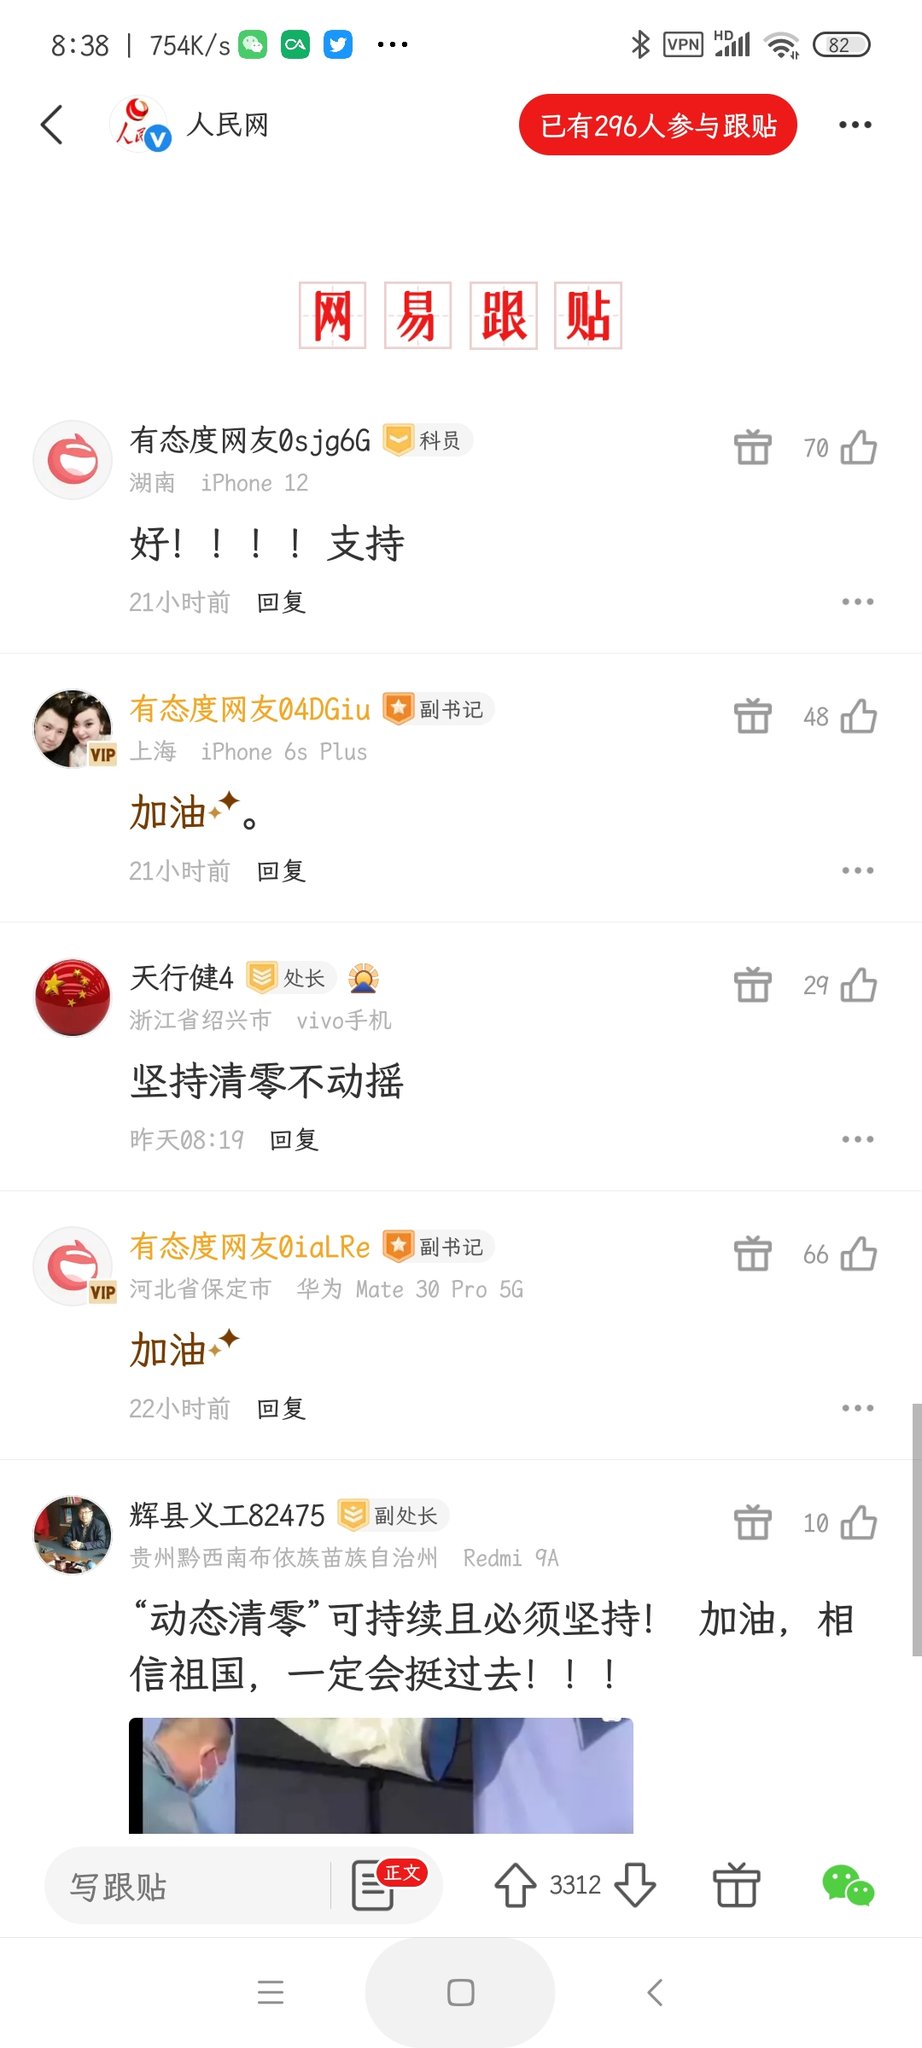 8:38 | 754K/s CA ... VPN HD 82
人民网 已有296人参与跟贴 ...
网易跟贴
有态度网友0sjg6G 科员 70
湖南 iPhone 12
好！！！！支持
21小时前 回复
有态度网友04DGiu 副书记 48
VIP 上海 iPhone 6s Plus
加油。
21小时前 回复
天行健4 处长 29
浙江省绍兴市 vivo手机
坚持清零不动摇
昨天08:19 回复
有态度网友0iaLRe 副书记 66
VIP 河北省保定市 华为 Mate 30 Pro 5G
加油
22小时前 回复
辉县义工82475 副处长 10
贵州黔西南布依族苗族自治州 Redmi 9A
“动态清零”可持续且必须坚持！ 加油，相
信祖国，一定会挺过去！！！
写跟贴 正文 3312